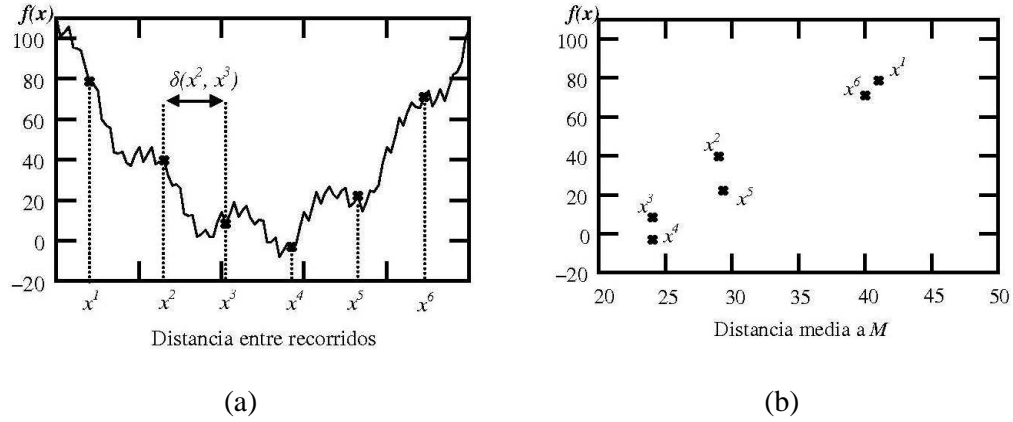 f(x)
100
80
60
40
20
0
−20
δ(x², x³)
x¹ x² x³ x⁴ x⁵ x⁶
Distancia entre recorridos
(a)
f(x)
100
80
60
40
20
0
−20
x¹
x⁶
x²
x⁵
x³
x⁴
20 25 30 35 40 45 50
Distancia media a M
(b)